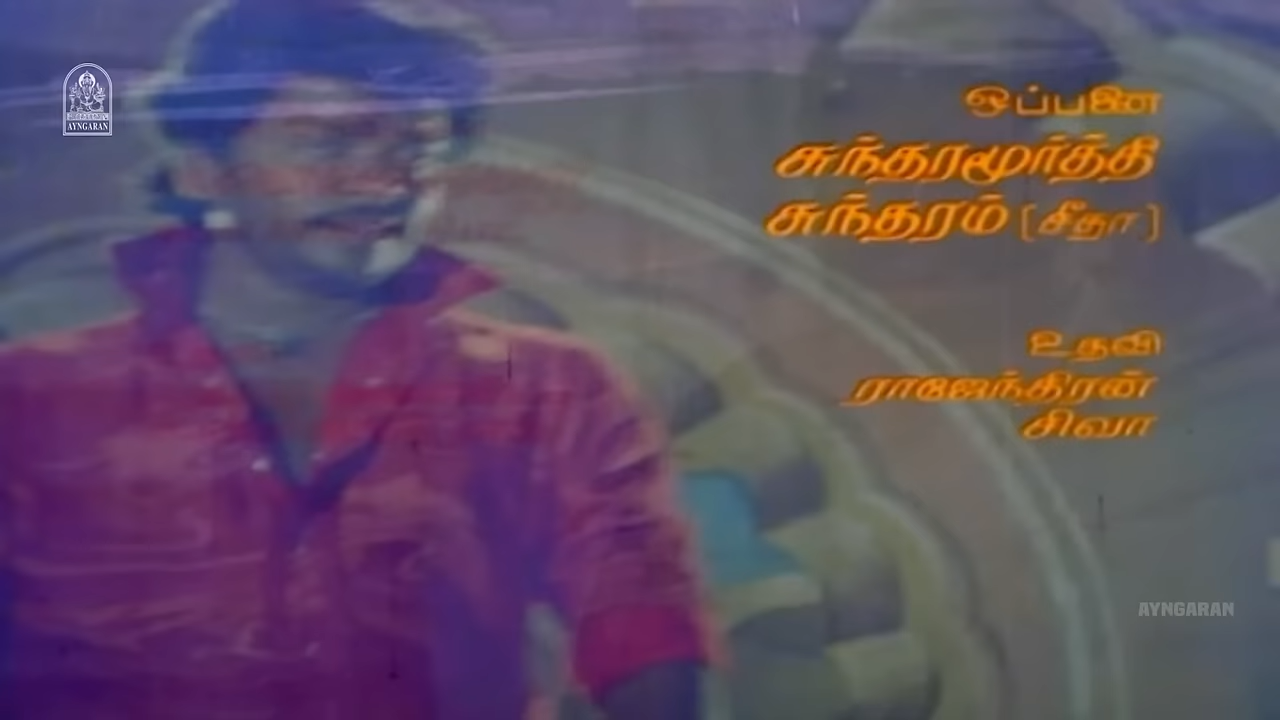 AYNGARAN
ஒப்பனை
சுந்தரமூர்த்தி
சுந்தரம் (சீதா)
உதவி
ராஜேந்திரன்
சிவா
AYNGARAN